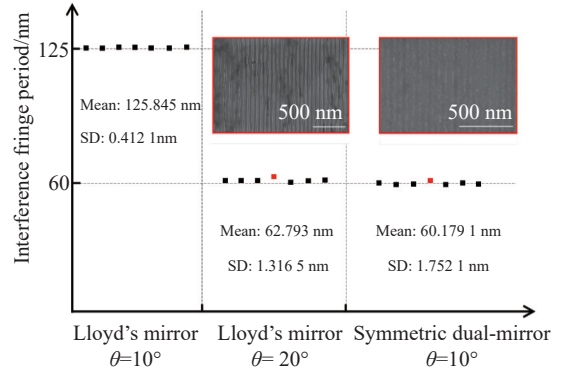 Interference fringe period/nm
125
60
Mean: 125.845 nm
SD: 0.412 1nm
500 nm
500 nm
Mean: 62.793 nm
SD: 1.316 5 nm
Mean: 60.179 1 nm
SD: 1.752 1 nm
Lloyd's mirror
θ=10°
Lloyd's mirror
θ= 20°
Symmetric dual-mirror
θ=10°